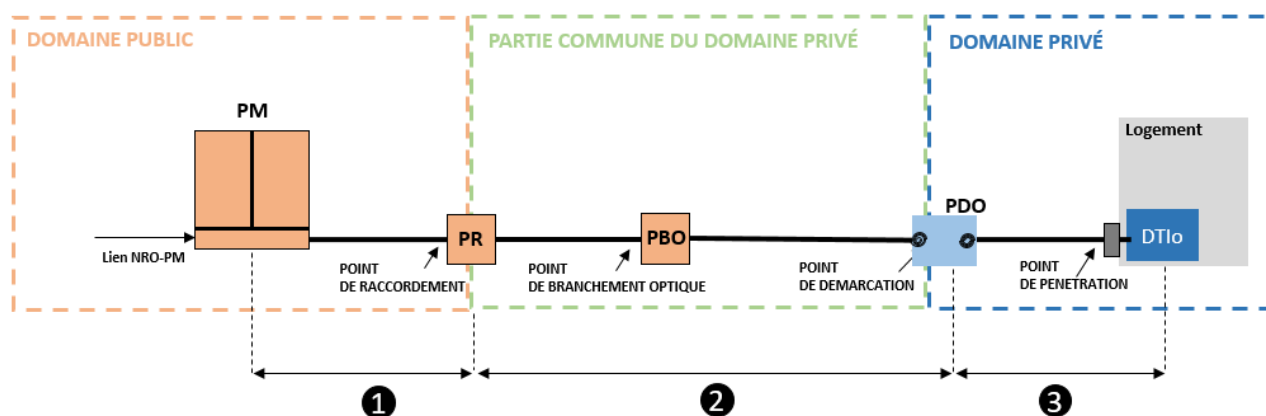 DOMAINE PUBLIC
PARTIE COMMUNE DU DOMAINE PRIVÉ
DOMAINE PRIVÉ
PM
Logement
PDO
PR
PBO
DTIo
Lien NRO-PM
POINT
DE RACCORDEMENT
POINT
DE BRANCHEMENT OPTIQUE
POINT
DE DEMARCATION
POINT
DE PENETRATION
1
2
3